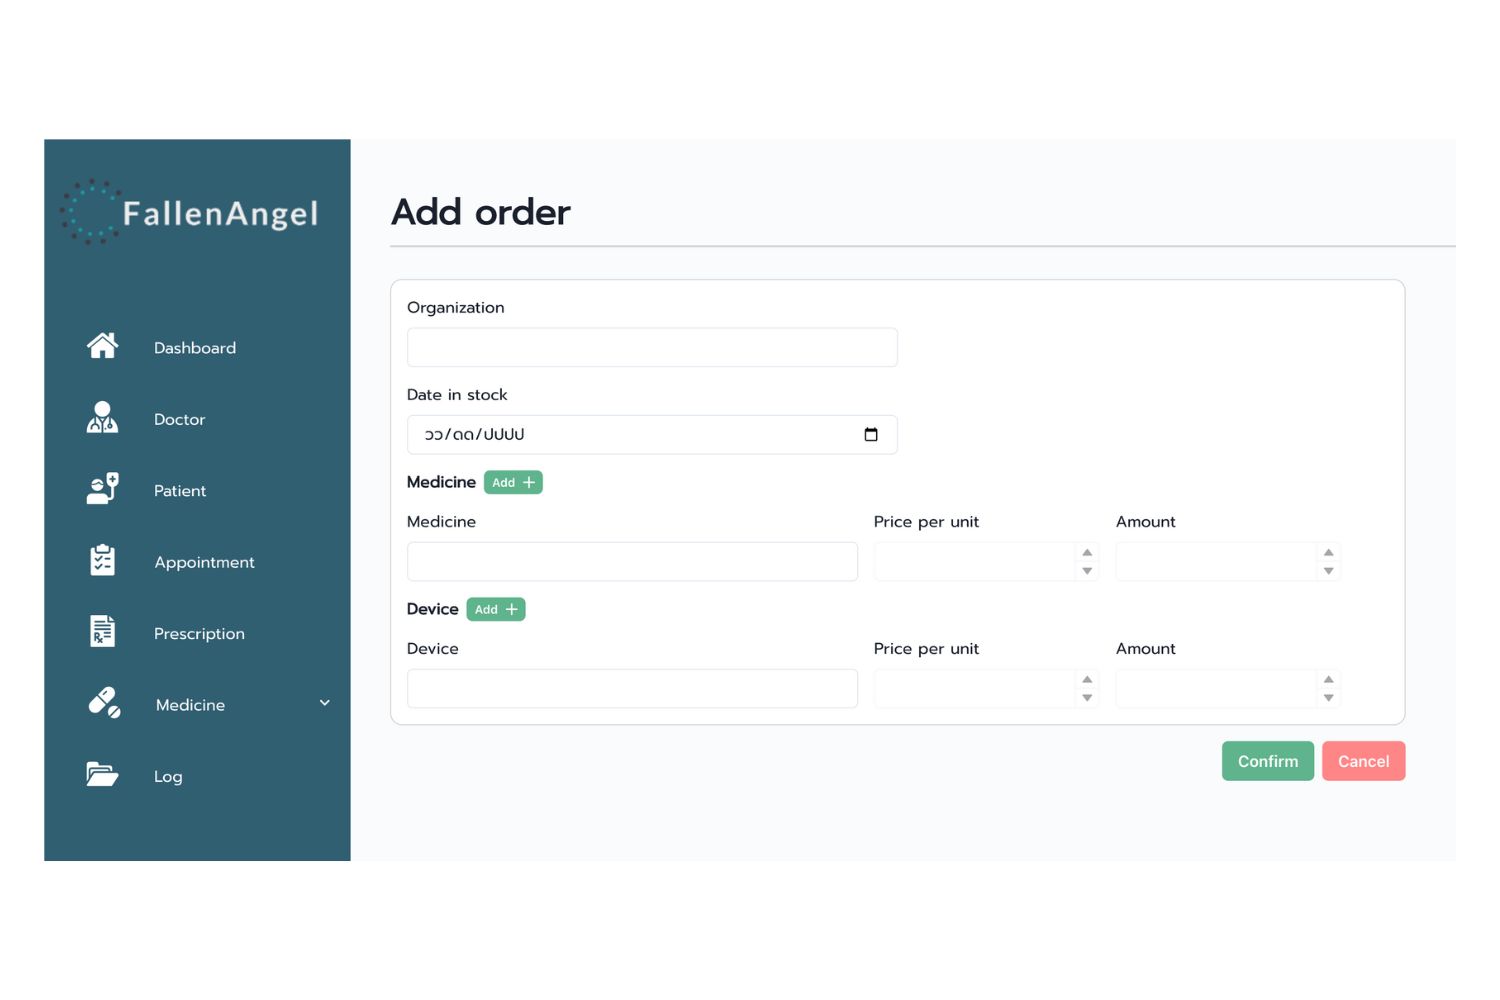 FallenAngel
Dashboard
Doctor
Patient
Appointment
Prescription
Medicine
Log
Add order
Organization
Date in stock
วว/ดด/ปปปป
Medicine Add +
Medicine Price per unit Amount
Device Add +
Device Price per unit Amount
Confirm Cancel